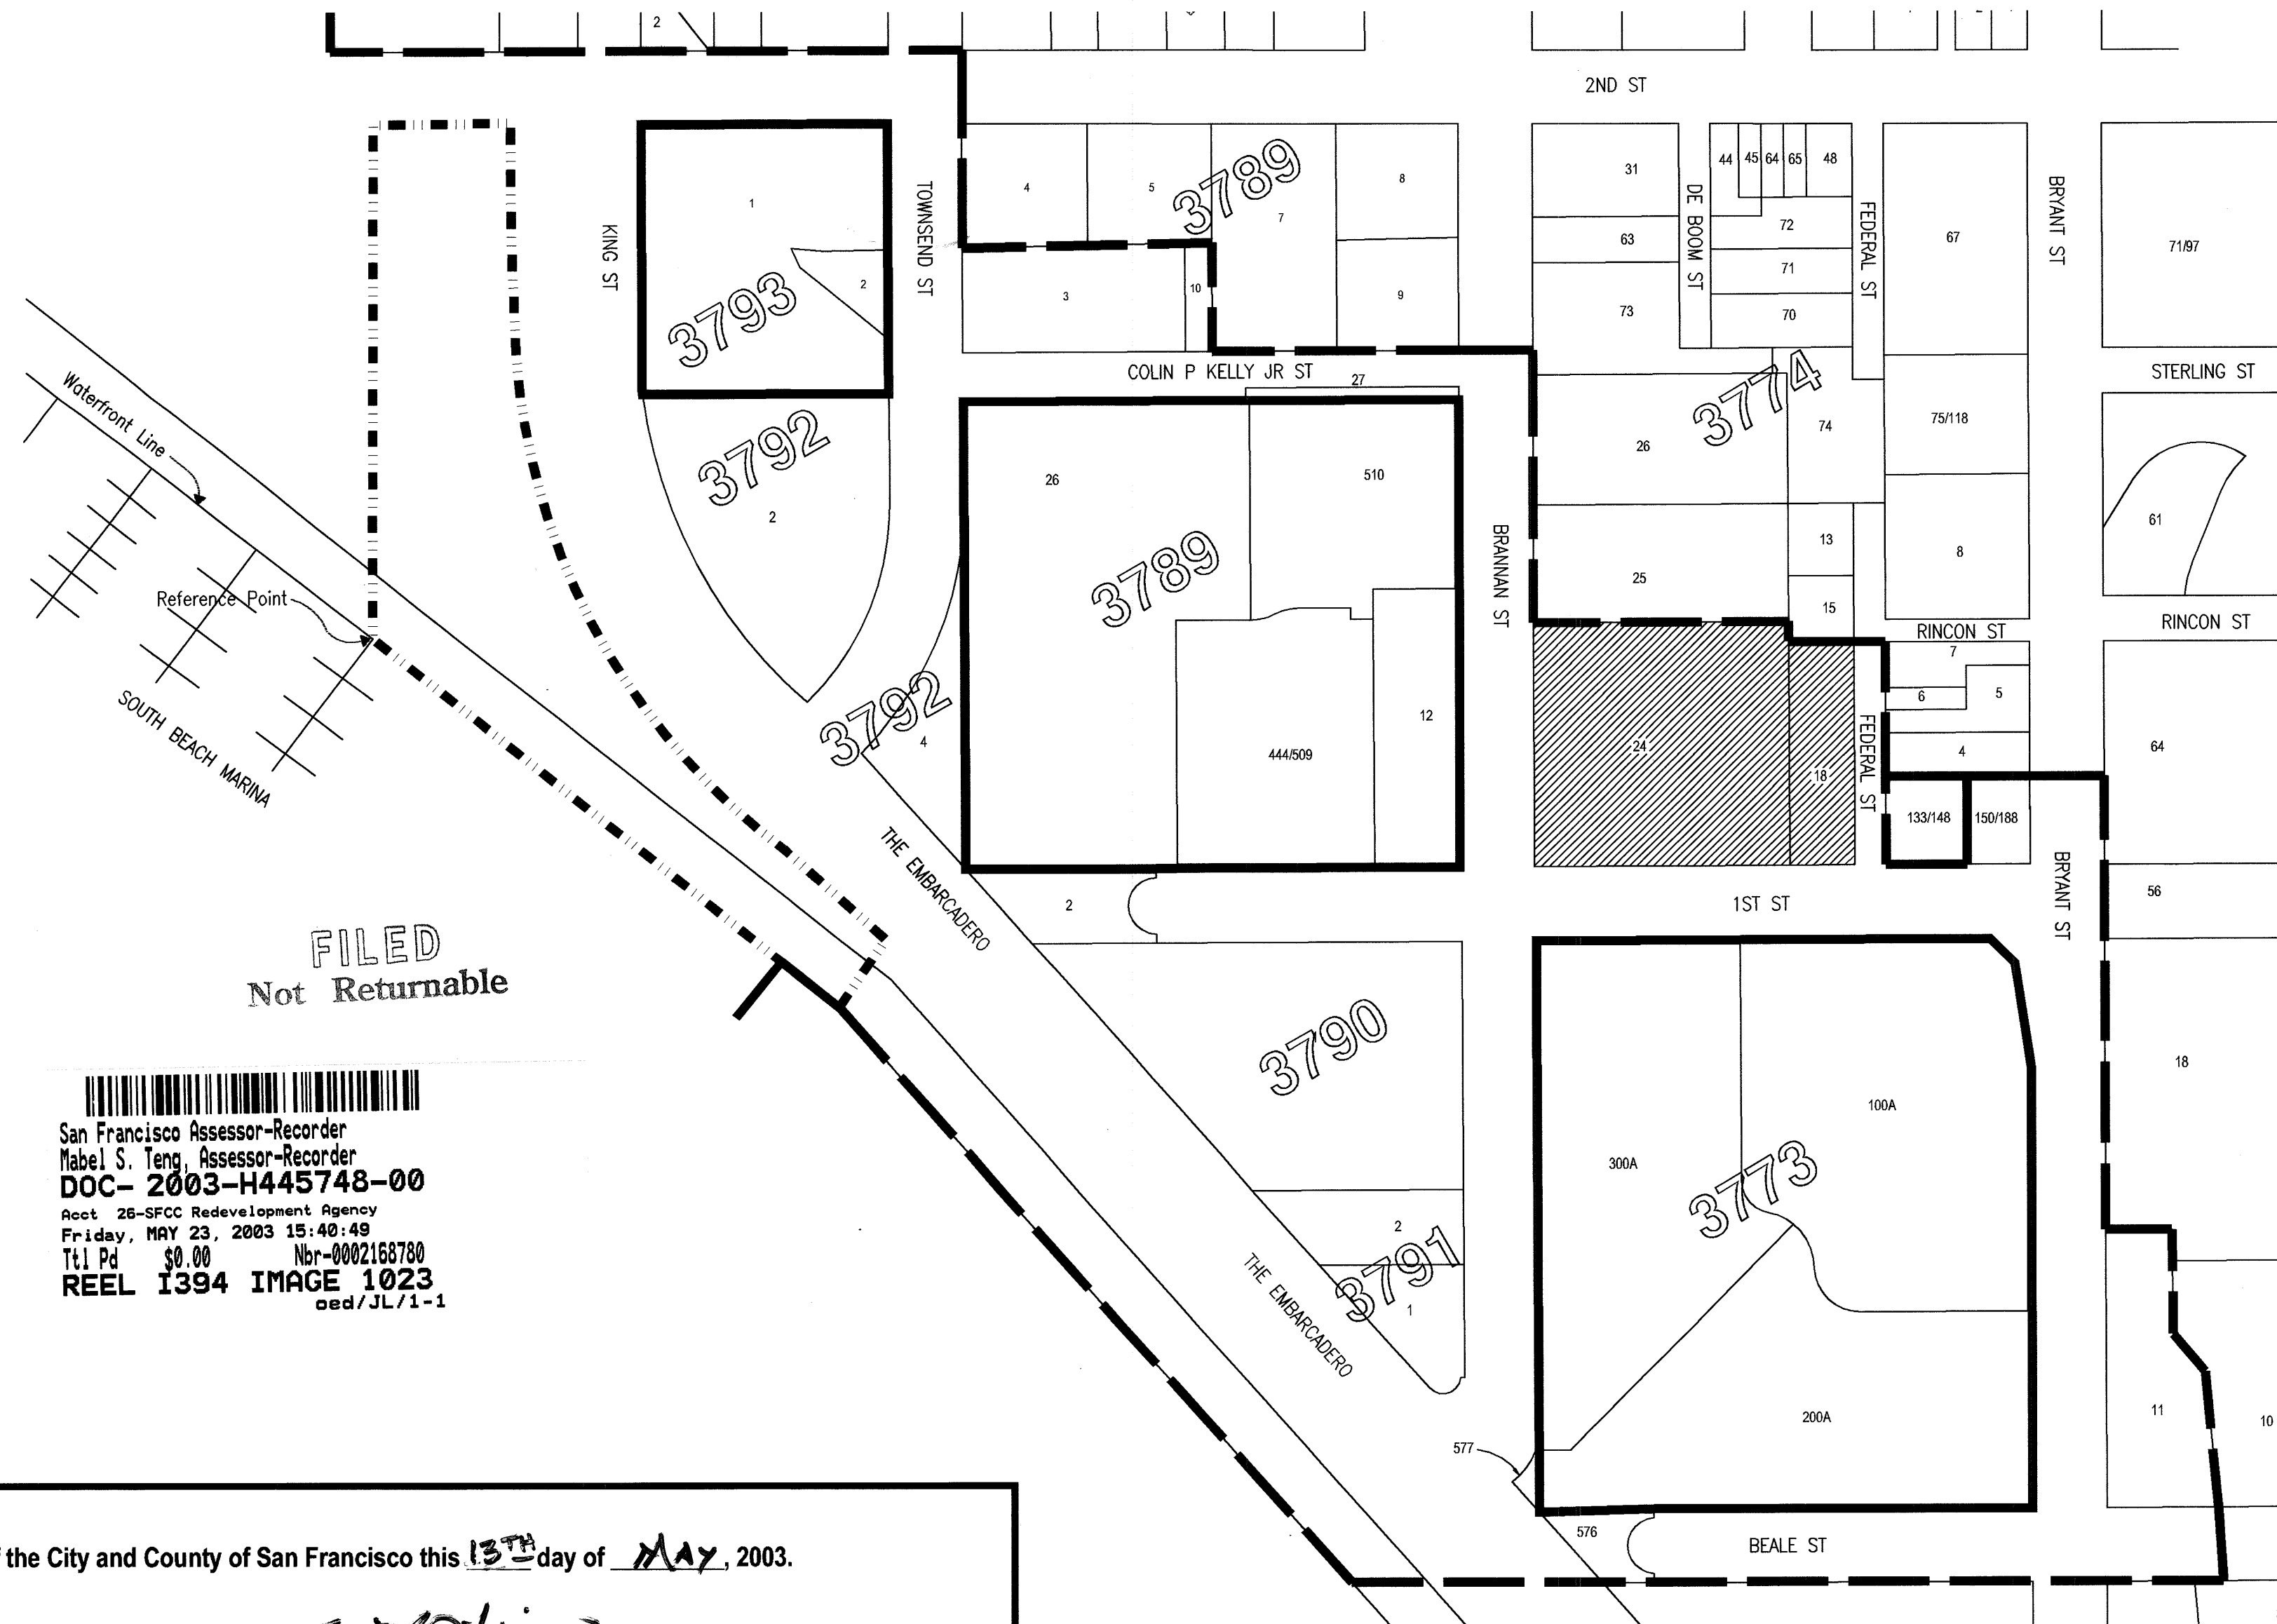 2
2ND ST
KING ST
1
2
3793
TOWNSEND ST
4
5
3789
7
8
3
10
9
31
63
73
DE BOOM ST
44
45
64
65
48
72
71
70
FEDERAL ST
67
BRYANT ST
71/97
STERLING ST
COLIN P KELLY JR ST
27
3774
26
74
75/118
25
13
15
8
61
Waterfront Line
Reference Point
SOUTH BEACH MARINA
3792
2
3792
4
26
510
3789
444/509
12
BRANNAN ST
RINCON ST
RINCON ST
7
6
5
4
64
24
18
FEDERAL ST
133/148
150/188
BRYANT ST
56
THE EMBARCADERO
2
1ST ST
18
FILED
Not Returnable
San Francisco Assessor-Recorder
Mabel S. Teng, Assessor-Recorder
DOC- 2003-H445748-00
Acct 26-SFCC Redevelopment Agency
Friday, MAY 23, 2003 15:40:49
Ttl Pd $0.00 Nbr-0002168780
REEL I394 IMAGE 1023
oed/JL/1-1
3790
2
3791
1
THE EMBARCADERO
300A
100A
3773
200A
577
576
BEALE ST
11
10
the City and County of San Francisco this 13TH day of MAY, 2003.